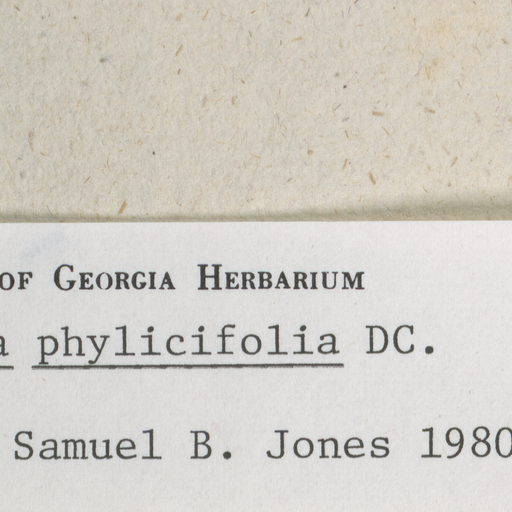 OF GEORGIA HERBARIUM
a phylicifolia DC.
Samuel B. Jones 1980